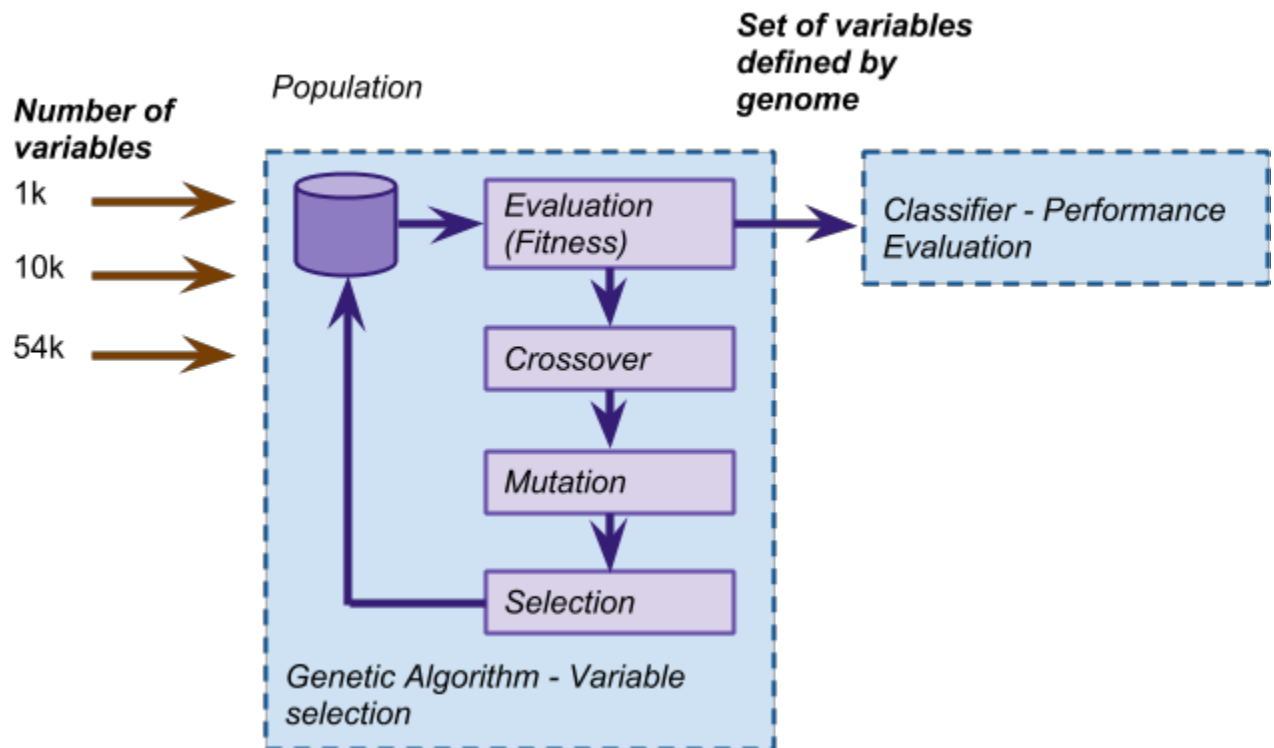 Number of
variables
1k
10k
54k
Population
Evaluation
(Fitness)
Crossover
Mutation
Selection
Genetic Algorithm - Variable
selection
Set of variables
defined by
genome
Classifier - Performance
Evaluation